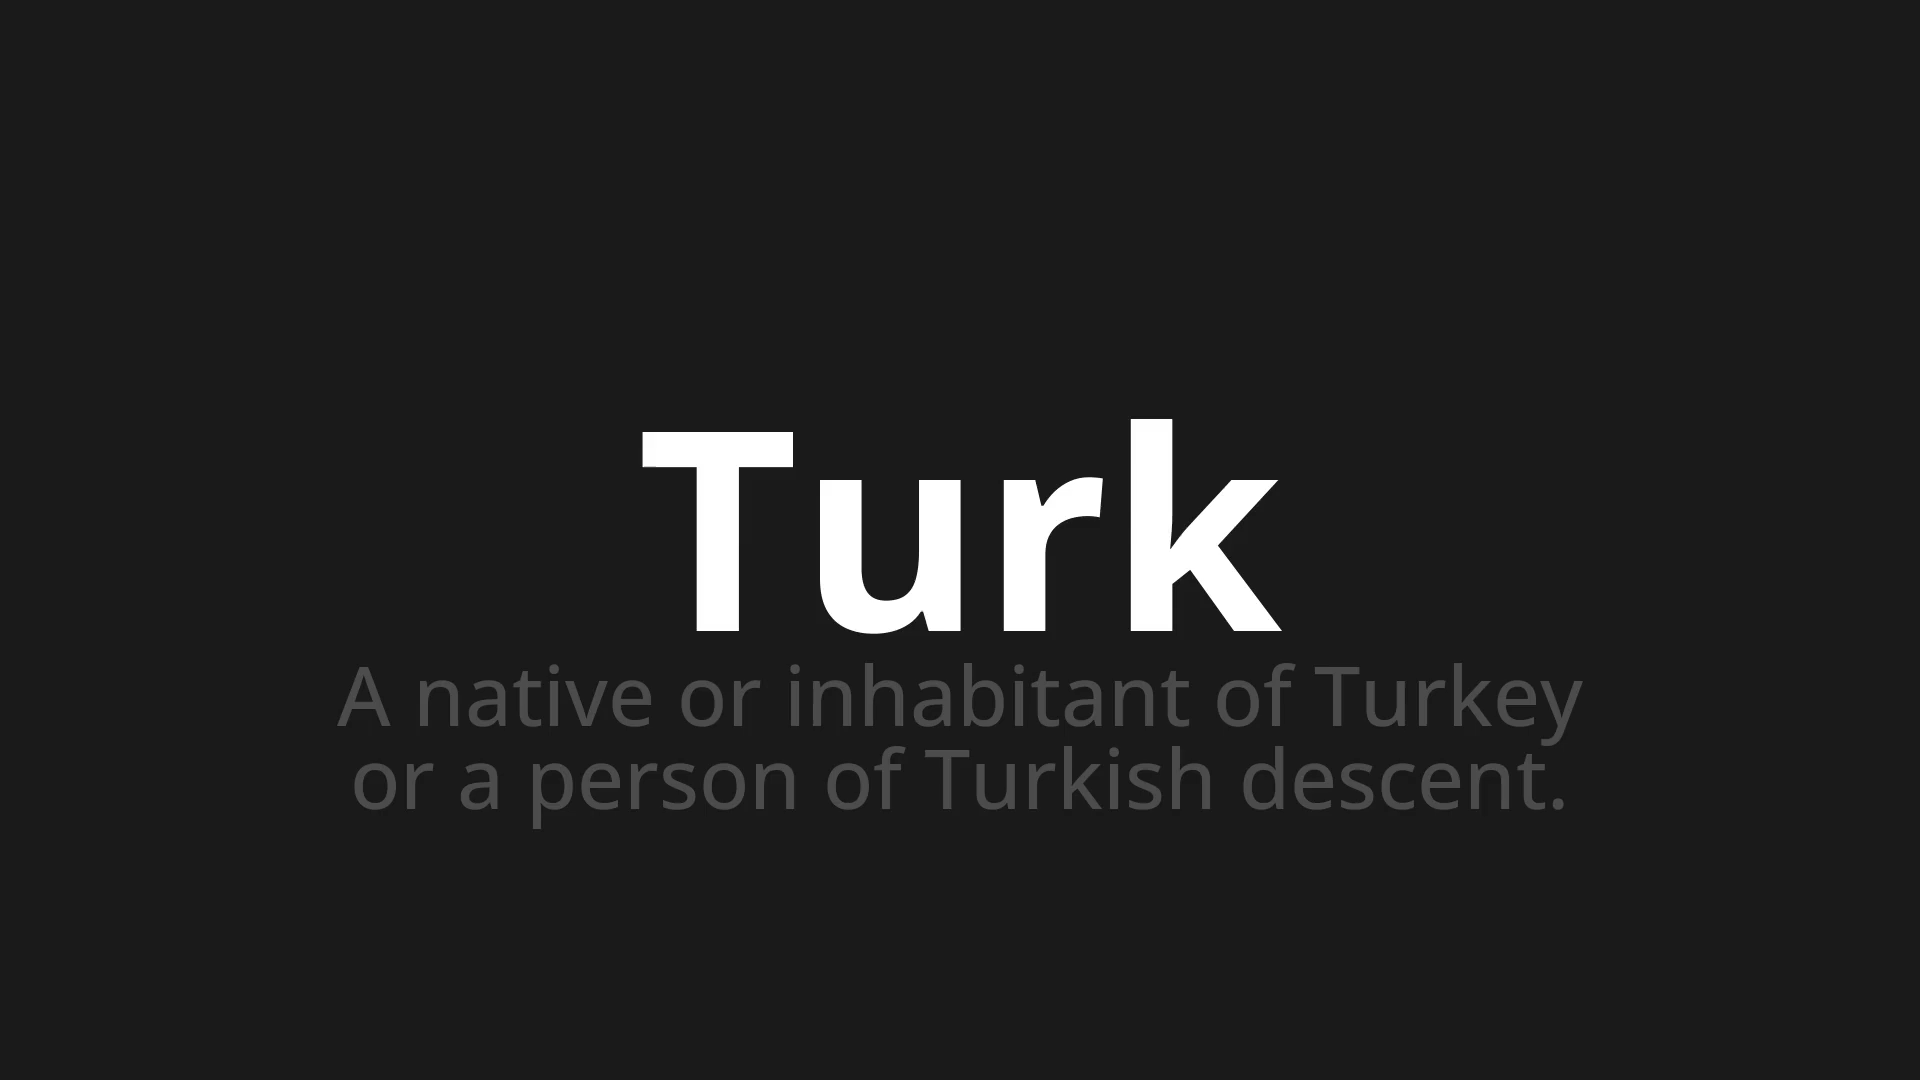 Turk
A native or inhabitant of Turkey
or a person of Turkish descent.